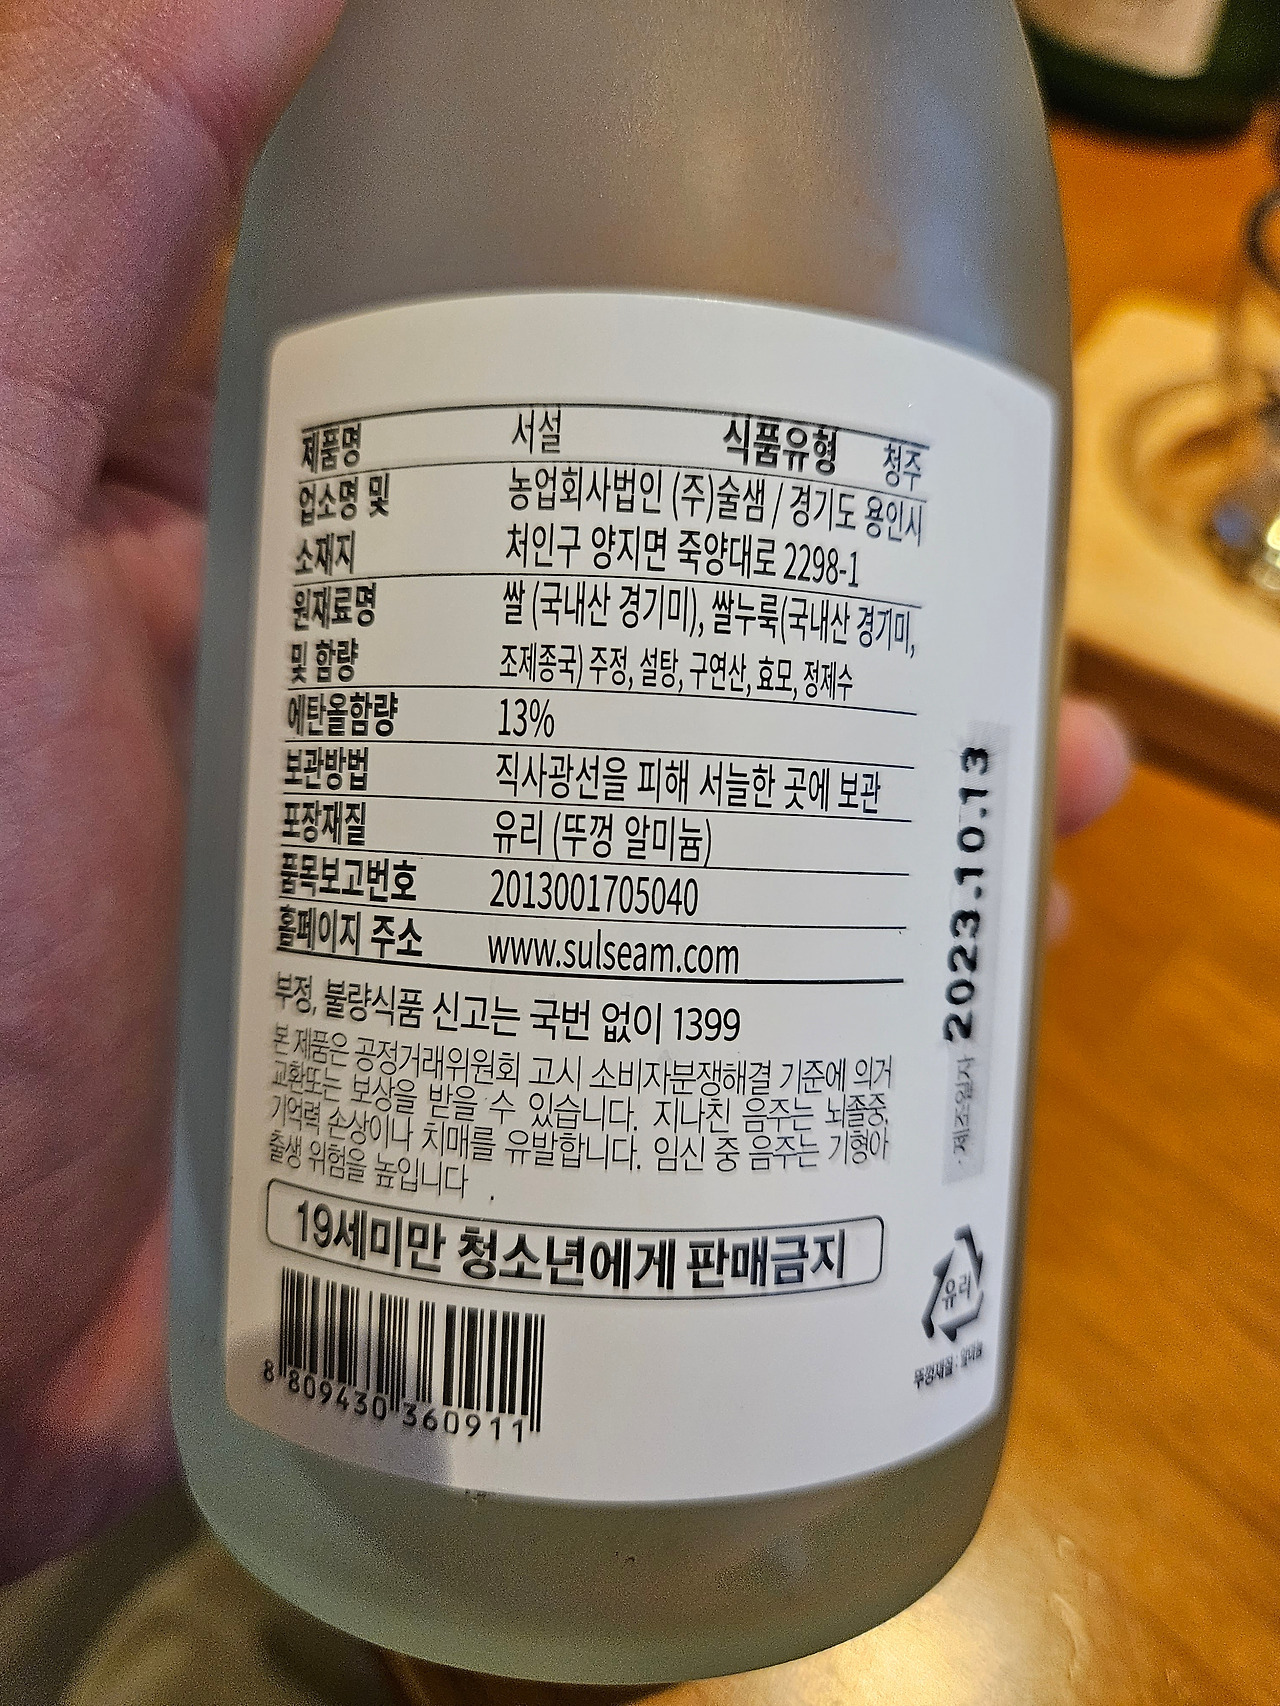 제품명 서설 식품유형 청주
업소명 및 농업회사법인 (주)술샘 / 경기도 용인시
소재지 처인구 양지면 죽양대로 2298-1
원재료명 쌀 (국내산 경기미), 쌀누룩(국내산 경기미,
및 함량 조제종국) 주정, 설탕, 구연산, 효모, 정제수
에탄올함량 13%
보관방법 직사광선을 피해 서늘한 곳에 보관
포장재질 유리 (뚜껑 알미늄)
품목보고번호 2013001705040
홈페이지 주소 www.sulseam.com
부정, 불량식품 신고는 국번 없이 1399
본 제품은 공정거래위원회 고시 소비자분쟁해결 기준에 의거
교환또는 보상을 받을 수 있습니다. 지나친 음주는 뇌졸중,
기억력 손상이나 치매를 유발합니다. 임신 중 음주는 기형아
출생 위험을 높입니다 .
19세미만 청소년에게 판매금지
8 809430 360911
제조일자 2023.10.13
유리
뚜껑재질 : 알미늄